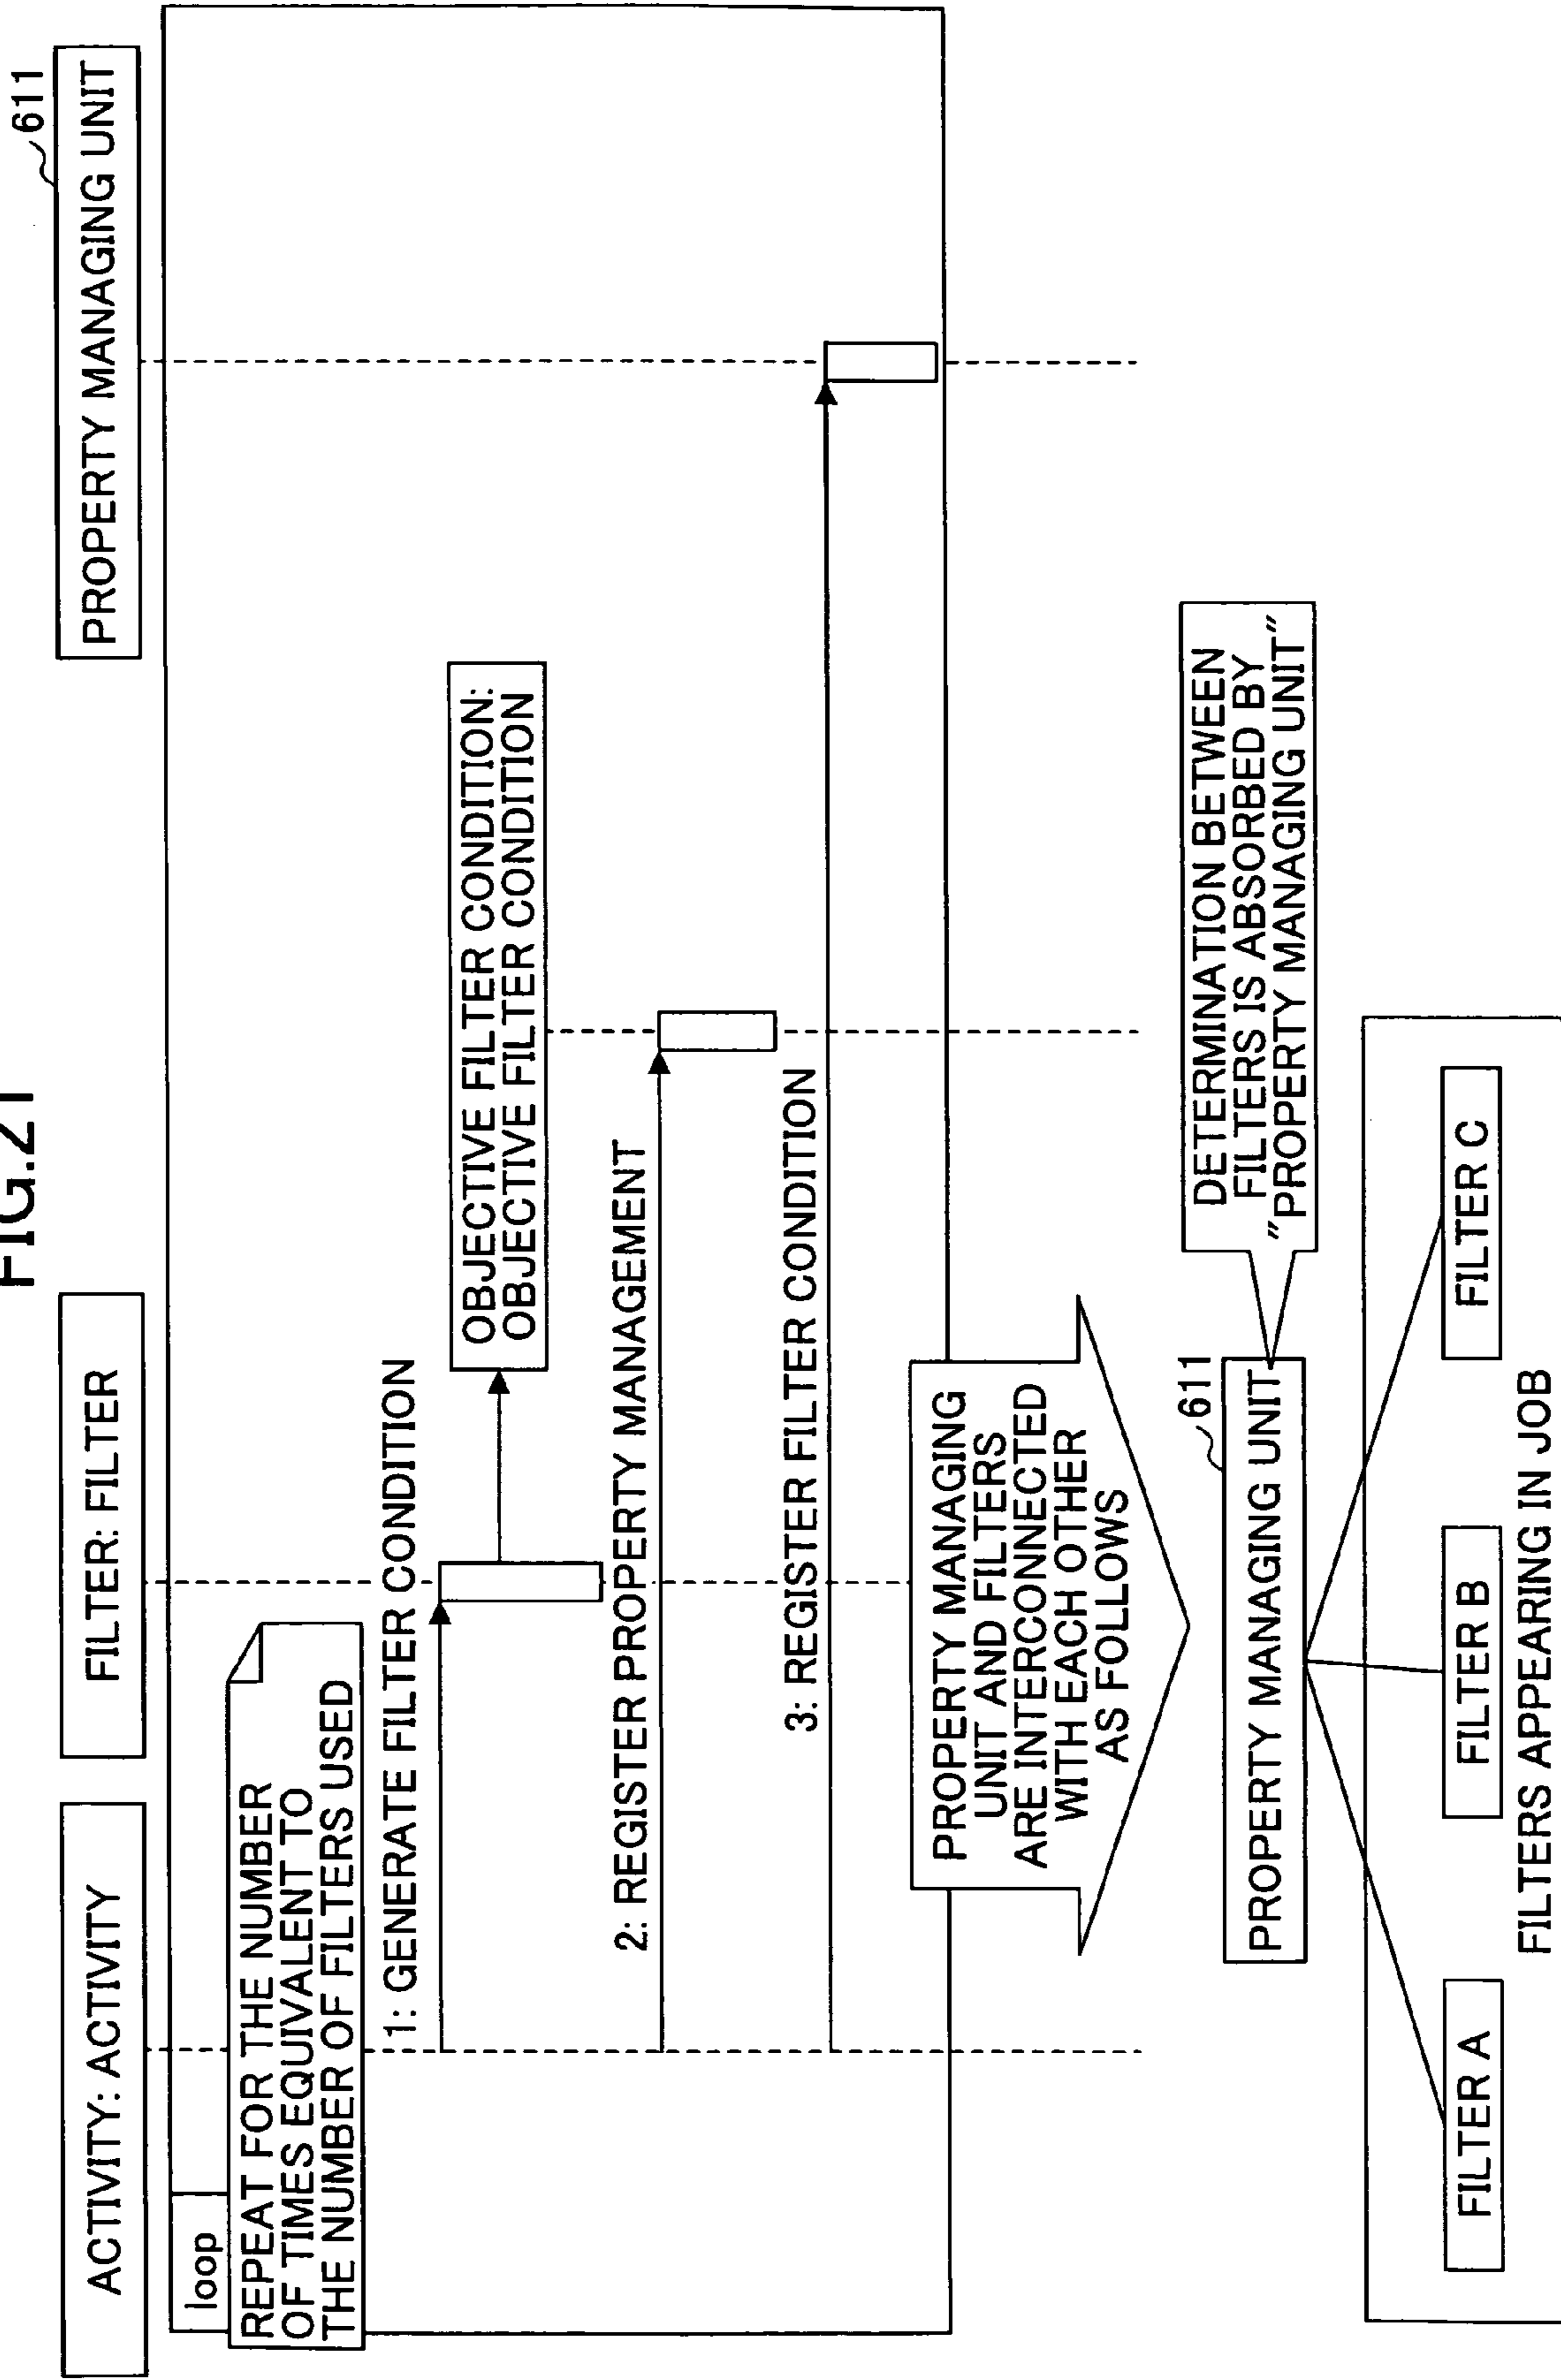 FIG.21
ACTIVITY: ACTIVITY
FILTER: FILTER
611
PROPERTY MANAGING UNIT
loop
REPEAT FOR THE NUMBER
OF TIMES EQUIVALENT TO
THE NUMBER OF FILTERS USED
1: GENERATE FILTER CONDITION
OBJECTIVE FILTER CONDITION:
OBJECTIVE FILTER CONDITION
2: REGISTER PROPERTY MANAGEMENT
3: REGISTER FILTER CONDITION
PROPERTY MANAGING
UNIT AND FILTERS
ARE INTERCONNECTED
WITH EACH OTHER
AS FOLLOWS
DETERMINATION BETWEEN
FILTERS IS ABSORBED BY
"PROPERTY MANAGING UNIT"
611
PROPERTY MANAGING UNIT
FILTER A
FILTER B
FILTER C
FILTERS APPEARING IN JOB